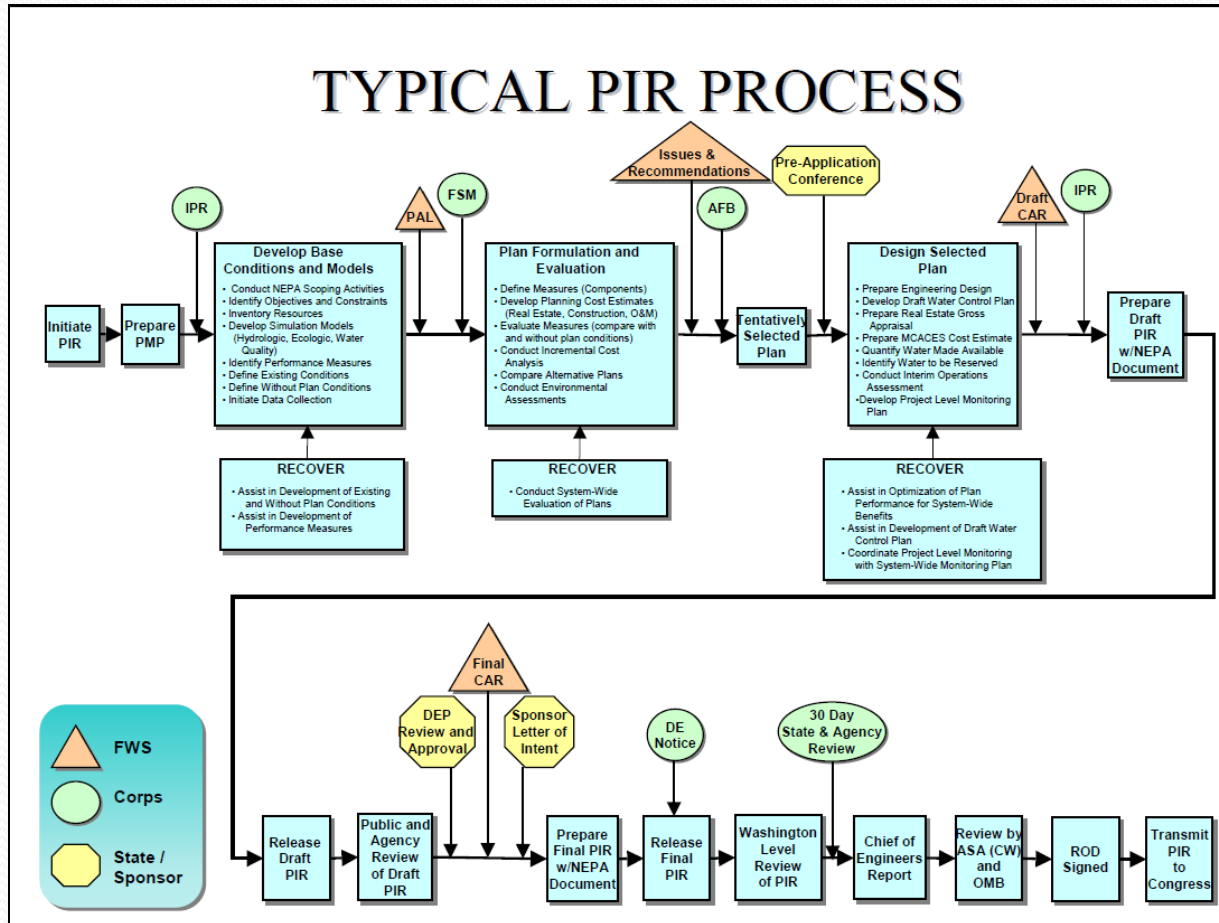 TYPICAL PIR PROCESS
Issues &
Recommendations
Pre-Application
Conference
IPR
PAL
FSM
AFB
Draft
CAR
IPR
Initiate
PIR
Prepare
PMP
Develop Base
Conditions and Models
• Conduct NEPA Scoping Activities
• Identify Objectives and Constraints
• Inventory Resources
• Develop Simulation Models
(Hydrologic, Ecologic, Water
Quality)
• Identify Performance Measures
• Define Existing Conditions
• Define Without Plan Conditions
• Initiate Data Collection
Plan Formulation and
Evaluation
• Define Measures (Components)
• Develop Planning Cost Estimates
(Real Estate, Construction, O&M)
• Evaluate Measures (compare with
and without plan conditions)
• Conduct Incremental Cost
Analysis
• Compare Alternative Plans
• Conduct Environmental
Assessments
Tentatively
Selected
Plan
Design Selected
Plan
• Prepare Engineering Design
• Develop Draft Water Control Plan
• Prepare Real Estate Gross
Appraisal
• Prepare MCACES Cost Estimate
• Quantify Water Made Available
• Identify Water to be Reserved
• Conduct Interim Operations
Assessment
•Develop Project Level Monitoring
Plan
Prepare
Draft
PIR
w/NEPA
Document
RECOVER
• Assist in Development of Existing
and Without Plan Conditions
• Assist in Development of
Performance Measures
RECOVER
• Conduct System-Wide
Evaluation of Plans
RECOVER
• Assist in Optimization of Plan
Performance for System-Wide
Benefits
• Assist in Development of Draft Water
Control Plan
• Coordinate Project Level Monitoring
with System-Wide Monitoring Plan
Final
CAR
DEP
Review and
Approval
Sponsor
Letter of
Intent
DE
Notice
30 Day
State & Agency
Review
FWS
Corps
State /
Sponsor
Release
Draft
PIR
Public and
Agency
Review
of Draft
PIR
Prepare
Final PIR
w/NEPA
Document
Release
Final
PIR
Washington
Level
Review
of PIR
Chief of
Engineers
Report
Review by
ASA (CW)
and
OMB
ROD
Signed
Transmit
PIR
to
Congress